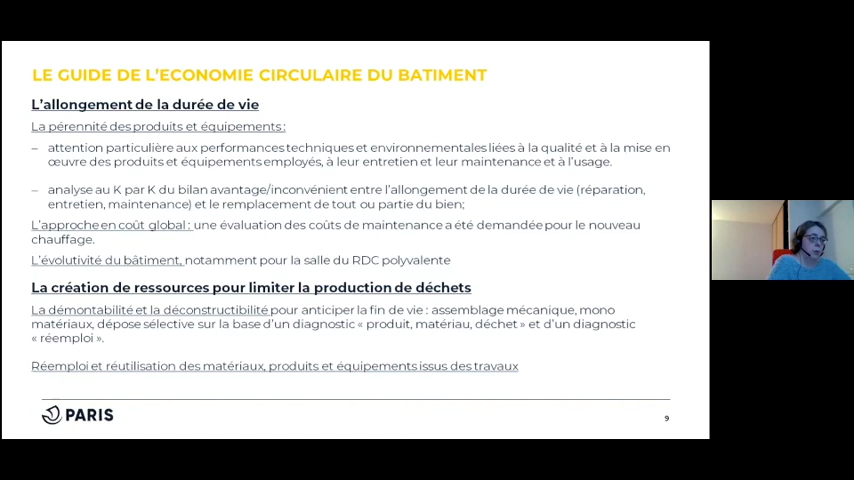 LE GUIDE DE L'ECONOMIE CIRCULAIRE DU BATIMENT
L'allongement de la durée de vie
La pérennité des produits et équipements :
– attention particulière aux performances techniques et environnementales liées à la qualité et à la mise en
œuvre des produits et équipements employés, à leur entretien et leur maintenance et à l'usage.
– analyse au K par K du bilan avantage/inconvénient entre l'allongement de la durée de vie (réparation,
entretien, maintenance) et le remplacement de tout ou partie du bien;
L'approche en coût global : une évaluation des coûts de maintenance a été demandée pour le nouveau
chauffage.
L'évolutivité du bâtiment, notamment pour la salle du RDC polyvalente
La création de ressources pour limiter la production de déchets
La démontabilité et la déconstructibilité pour anticiper la fin de vie : assemblage mécanique, mono
matériaux, dépose sélective sur la base d'un diagnostic « produit, matériau, déchet » et d'un diagnostic
« réemploi ».
Réemploi et réutilisation des matériaux, produits et équipements issus des travaux
PARIS
9